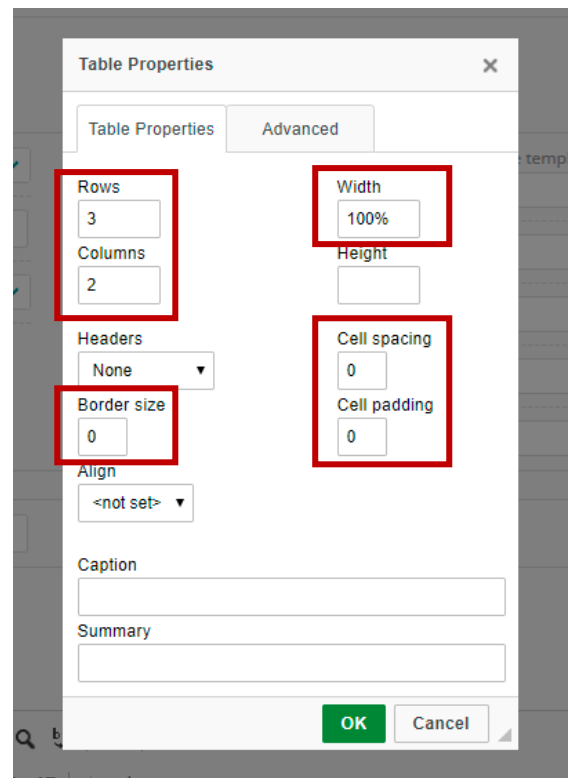 Table Properties
Table Properties Advanced
Rows Width
3 100%
Columns Height
2
Headers Cell spacing
None 0
Border size Cell padding
0 0
Align
<not set>
Caption
Summary
OK Cancel